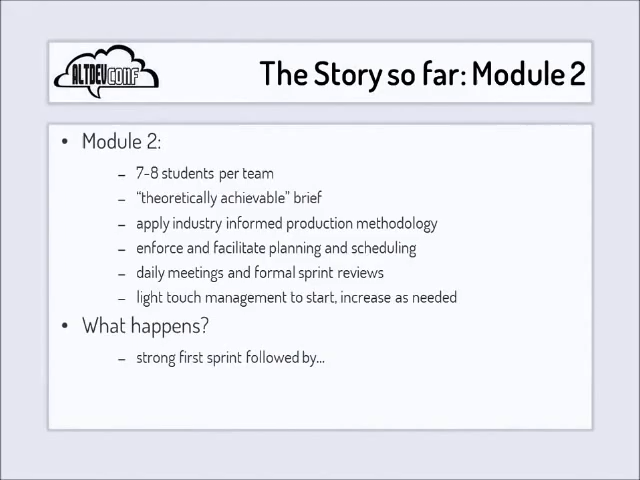 ALTDEVCONF
The Story so far: Module 2
• Module 2:
– 7-8 students per team
– “theoretically achievable” brief
– apply industry informed production methodology
– enforce and facilitate planning and scheduling
– daily meetings and formal sprint reviews
– light touch management to start, increase as needed
• What happens?
– strong first sprint followed by...